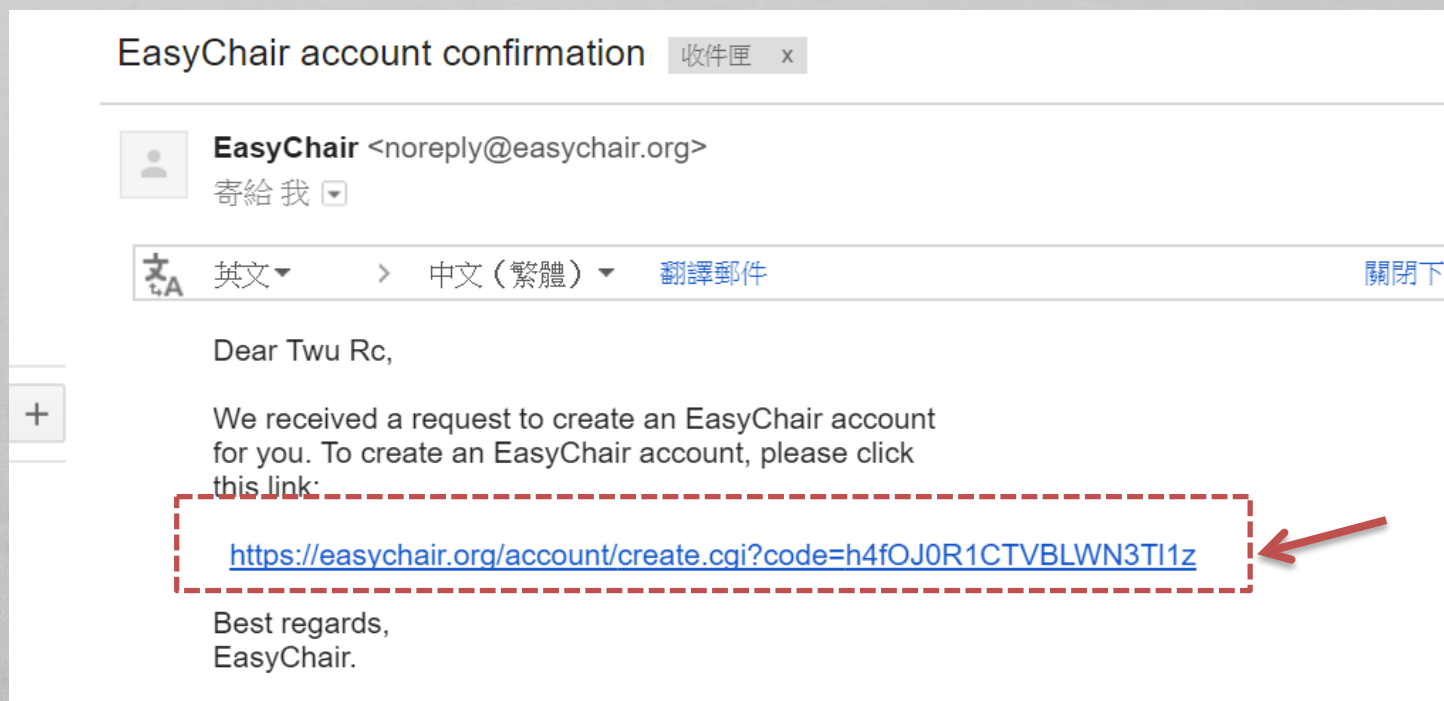 EasyChair account confirmation 收件匣 x
EasyChair <noreply@easychair.org>
寄給 我
英文 > 中文（繁體） 翻譯郵件 關閉下
Dear Twu Rc,
We received a request to create an EasyChair account
for you. To create an EasyChair account, please click
this link:
https://easychair.org/account/create.cgi?code=h4fOJ0R1CTVBLWN3Tl1z
Best regards,
EasyChair.